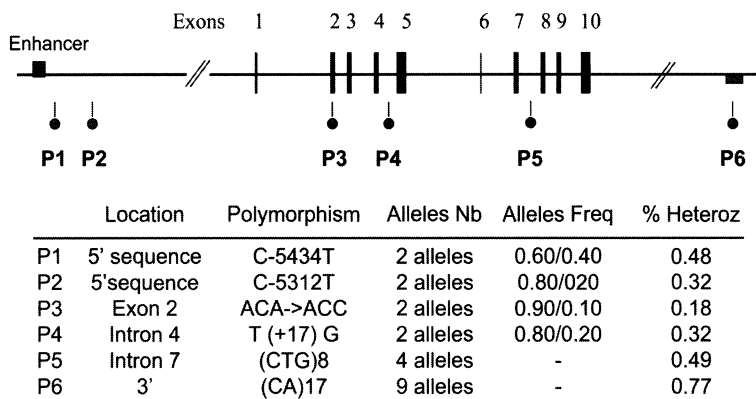 Exons 1 2 3 4 5 6 7 8 9 10
Enhancer
P1 P2 P3 P4 P5 P6
Location Polymorphism Alleles Nb Alleles Freq % Heteroz
P1 5' sequence C-5434T 2 alleles 0.60/0.40 0.48
P2 5'sequence C-5312T 2 alleles 0.80/020 0.32
P3 Exon 2 ACA->ACC 2 alleles 0.90/0.10 0.18
P4 Intron 4 T (+17) G 2 alleles 0.80/0.20 0.32
P5 Intron 7 (CTG)8 4 alleles - 0.49
P6 3' (CA)17 9 alleles - 0.77